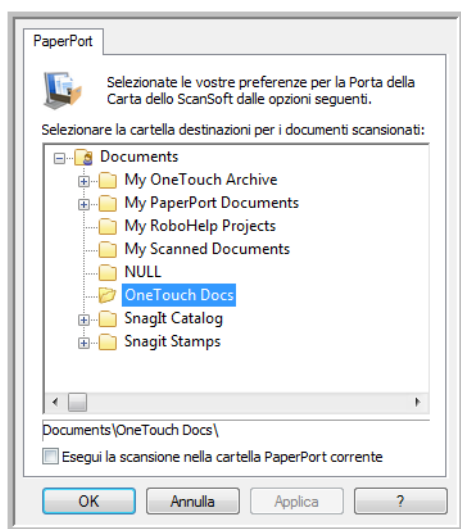 PaperPort
Selezionate le vostre preferenze per la Porta della
Carta dello ScanSoft dalle opzioni seguenti.
Selezionare la cartella destinazioni per i documenti scansionati:
Documents
My OneTouch Archive
My PaperPort Documents
My RoboHelp Projects
My Scanned Documents
NULL
OneTouch Docs
SnagIt Catalog
Snagit Stamps
Documents\OneTouch Docs\
Esegui la scansione nella cartella PaperPort corrente
OK Annulla Applica ?